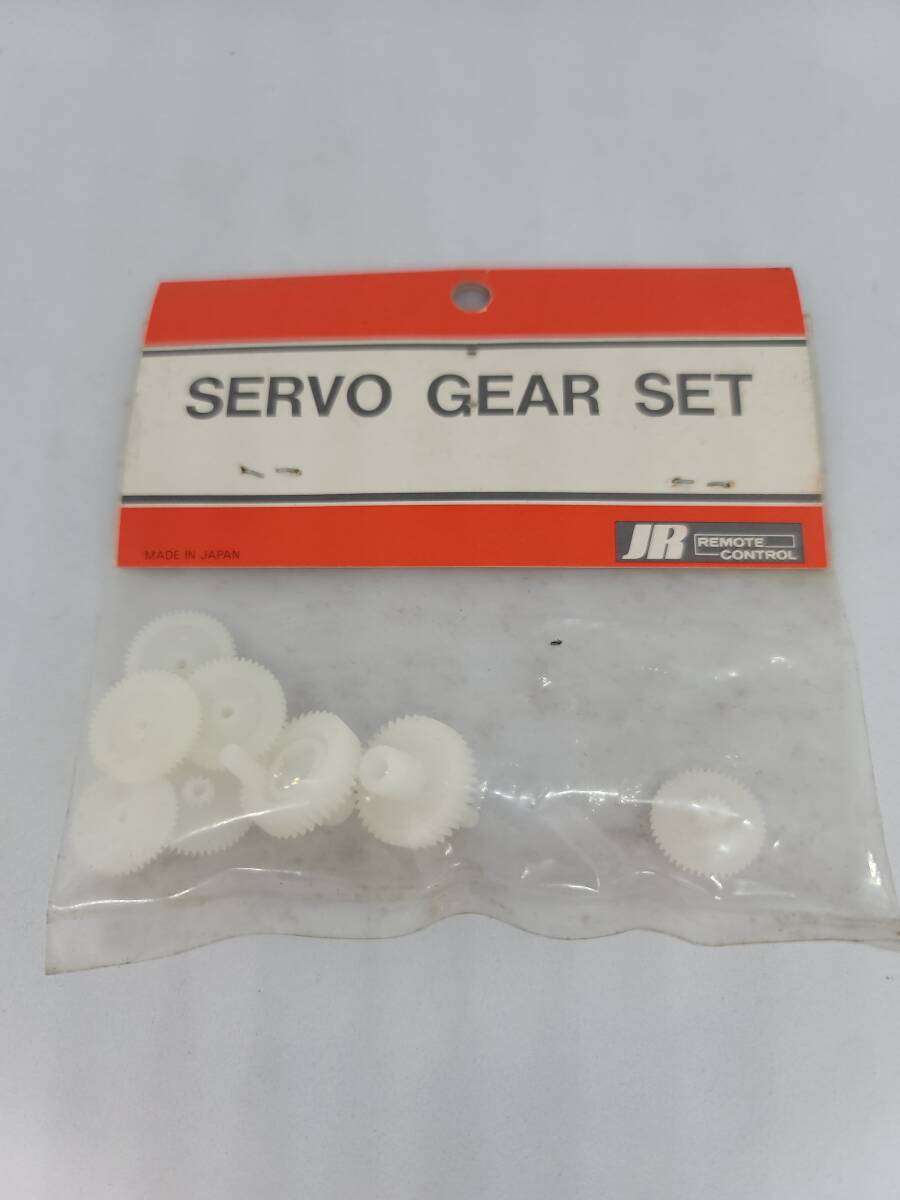 SERVO GEAR SET
MADE IN JAPAN
JR REMOTE
CONTROL